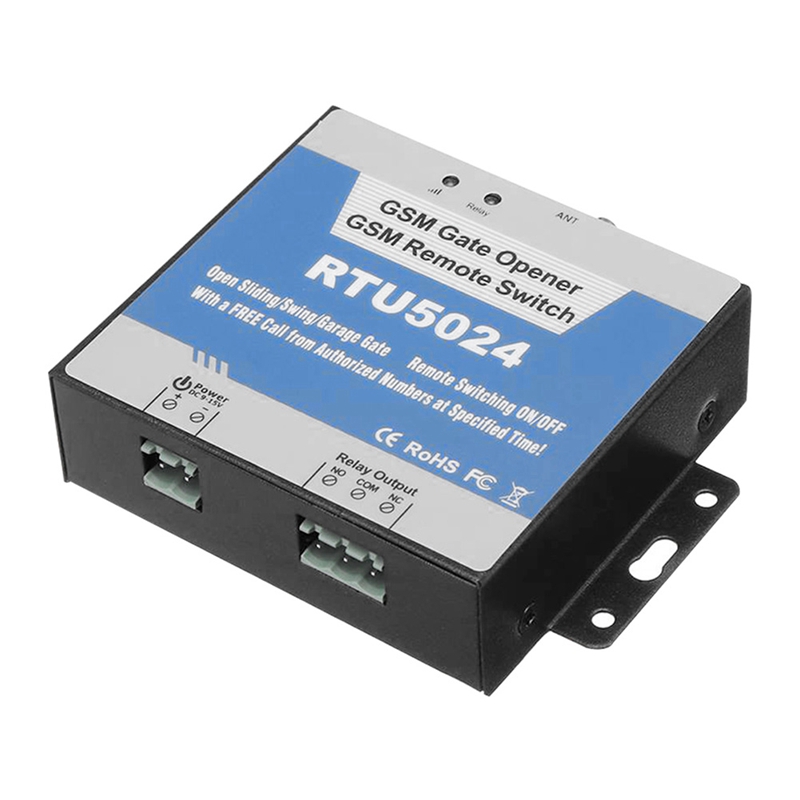 Relay
ANT
GSM Gate Opener
GSM Remote Switch
RTU5024
Open Sliding/Swing/Garage Gate Remote Switching ON/OFF
With a FREE Call from Authorized Numbers at Specified Time!
Power
DC 9-15V
+ -
CE RoHS FC
Relay Output
NO COM NC